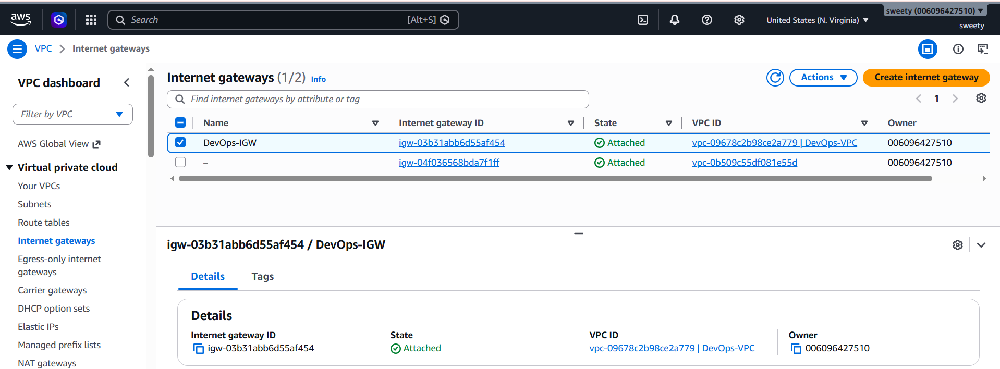 aws
Search
[Alt+S]
United States (N. Virginia)
sweety (006096427510)
sweety
VPC
Internet gateways
VPC dashboard
Filter by VPC
AWS Global View
Virtual private cloud
Your VPCs
Subnets
Route tables
Internet gateways
Egress-only internet
gateways
Carrier gateways
DHCP option sets
Elastic IPs
Managed prefix lists
NAT gateways
Internet gateways (1/2) Info
Actions
Create internet gateway
Find internet gateways by attribute or tag
1
Name Internet gateway ID State VPC ID Owner
DevOps-IGW igw-03b31abb6d55af454 Attached vpc-09678c2b98ce2a779 | DevOps-VPC 006096427510
– igw-04f036568bda7f1ff Attached vpc-0b509c55df081e55d 006096427510
igw-03b31abb6d55af454 / DevOps-IGW
Details Tags
Details
Internet gateway ID State VPC ID Owner
igw-03b31abb6d55af454 Attached vpc-09678c2b98ce2a779 | DevOps-VPC 006096427510